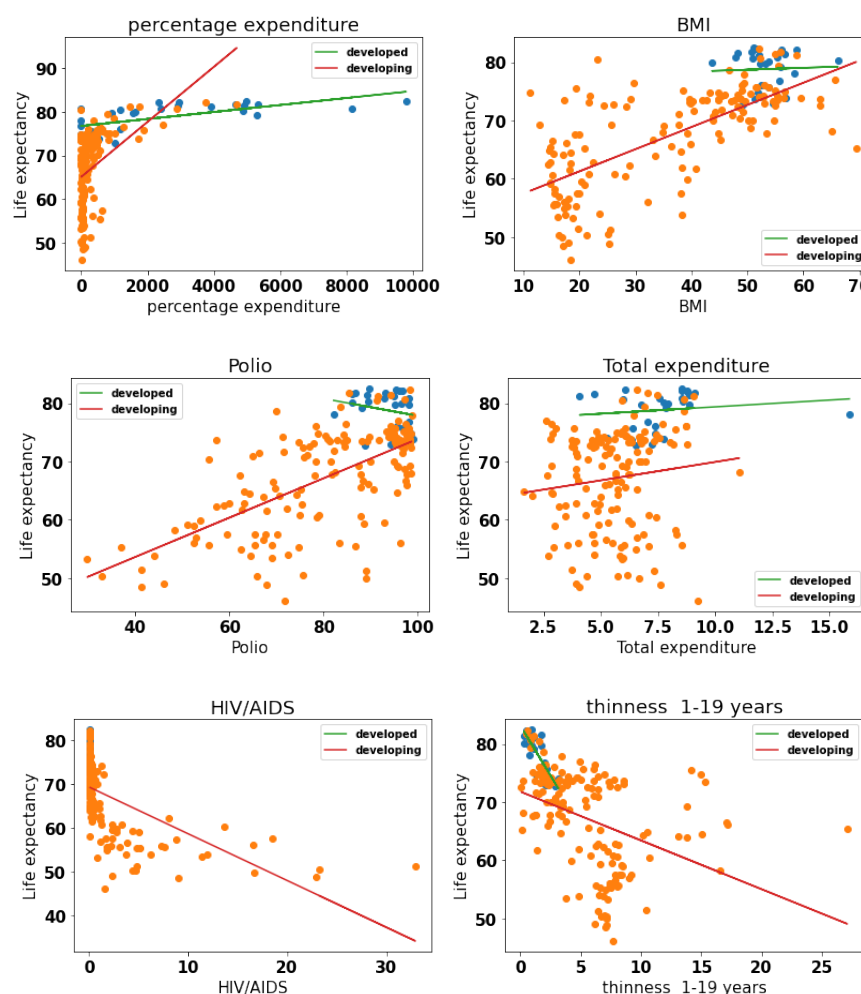 percentage expenditure
developed
developing
90
80
70
60
50
Life expectancy
0 2000 4000 6000 8000 10000
percentage expenditure
BMI
80
70
60
50
Life expectancy
developed
developing
10 20 30 40 50 60 70
BMI
Polio
developed
developing
80
70
60
50
Life expectancy
40 60 80 100
Polio
Total expenditure
80
70
60
50
Life expectancy
developed
developing
2.5 5.0 7.5 10.0 12.5 15.0
Total expenditure
HIV/AIDS
developed
developing
80
70
60
50
40
Life expectancy
0 10 20 30
HIV/AIDS
thinness 1-19 years
developed
developing
80
70
60
50
Life expectancy
0 5 10 15 20 25
thinness 1-19 years